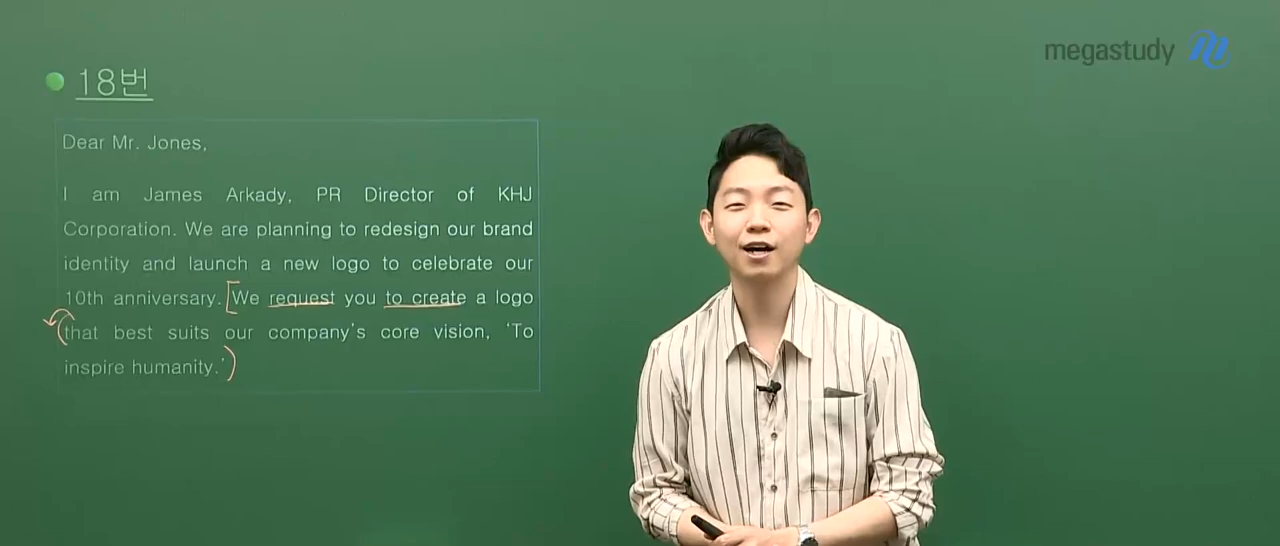 megastudy
18번
Dear Mr. Jones,
I am James Arkady, PR Director of KHJ
Corporation. We are planning to redesign our brand
identity and launch a new logo to celebrate our
10th anniversary. We request you to create a logo
that best suits our company's core vision, 'To
inspire humanity.'